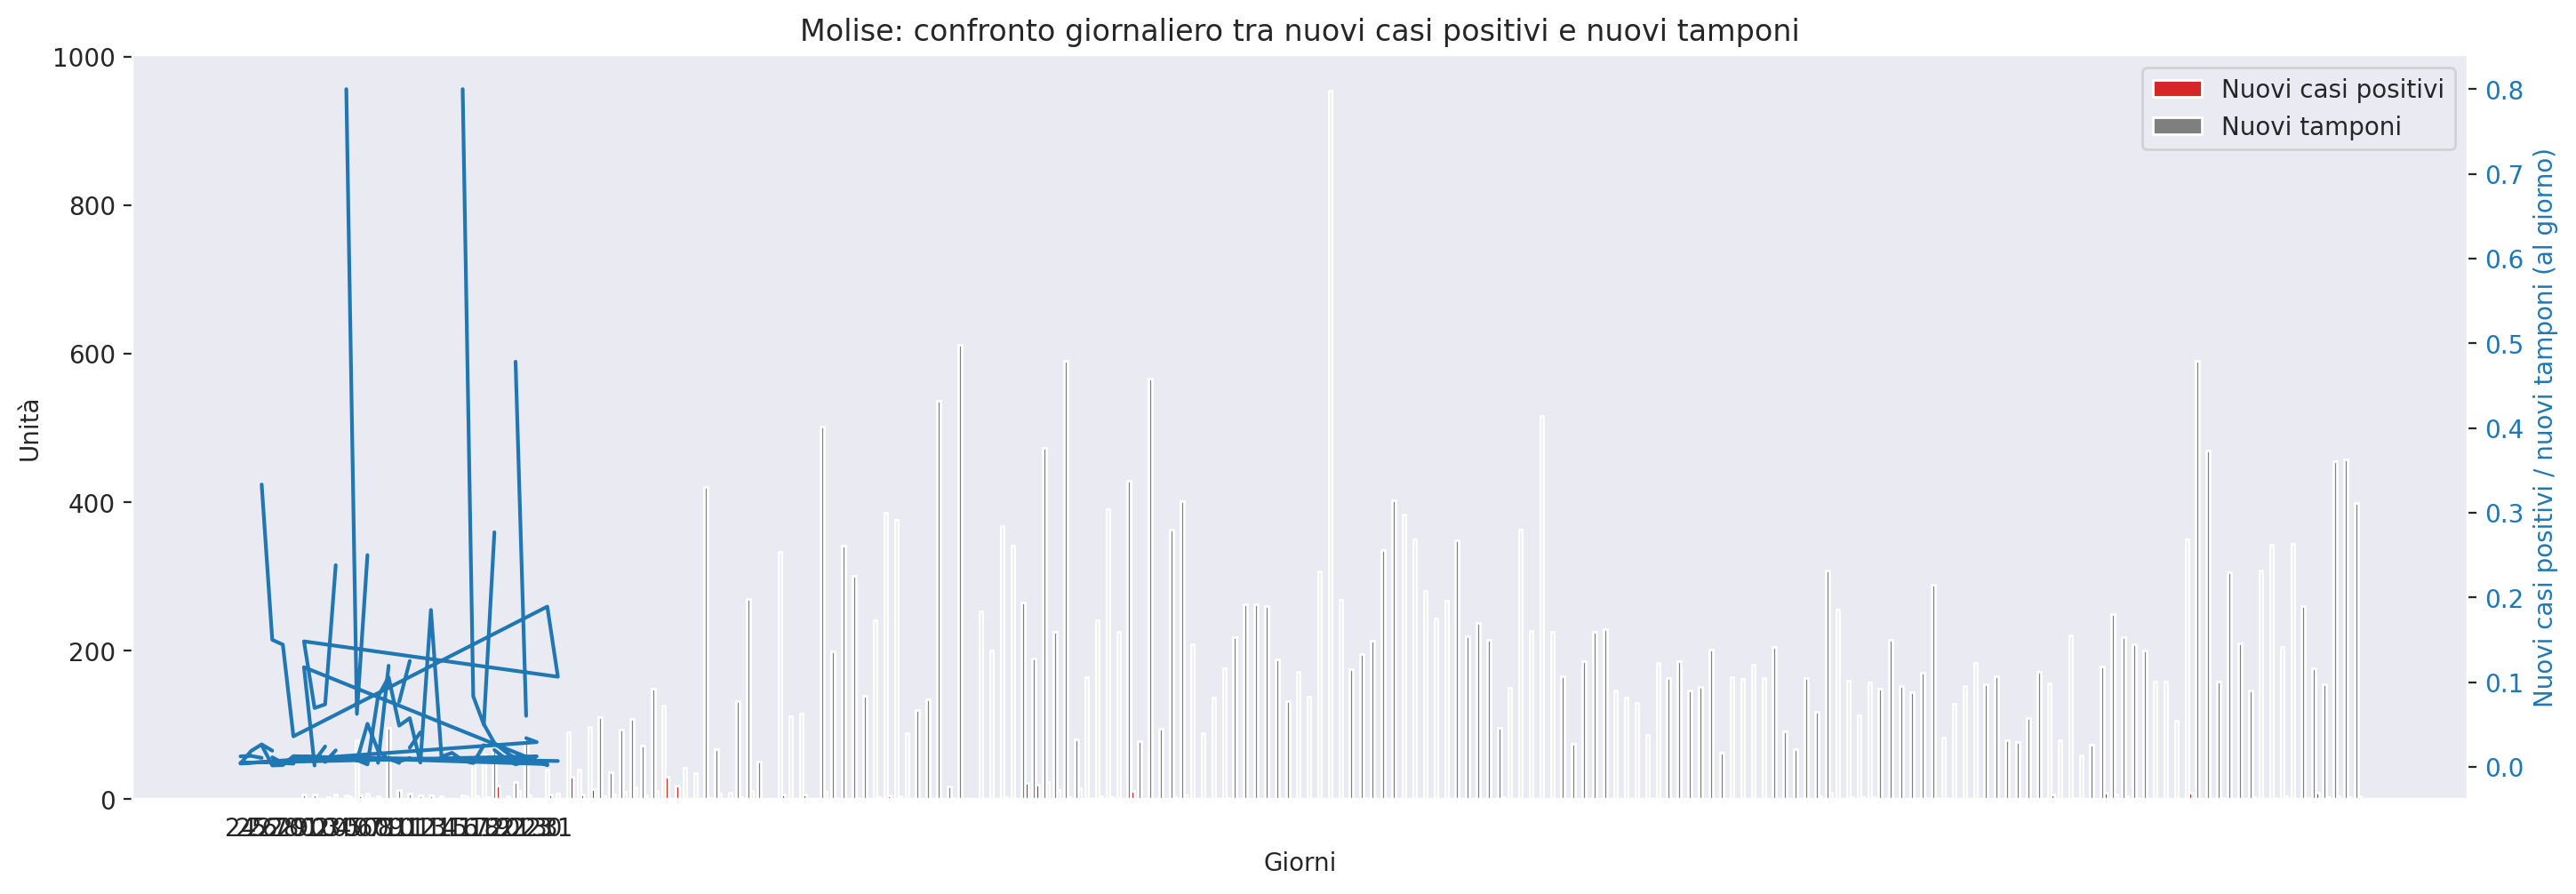 Molise: confronto giornaliero tra nuovi casi positivi e nuovi tamponi
1000
800
600
400
200
0
Unità
Nuovi casi positivi
Nuovi tamponi
0.8
0.7
0.6
0.5
0.4
0.3
0.2
0.1
0.0
Nuovi casi positivi / nuovi tamponi (al giorno)
Giorni